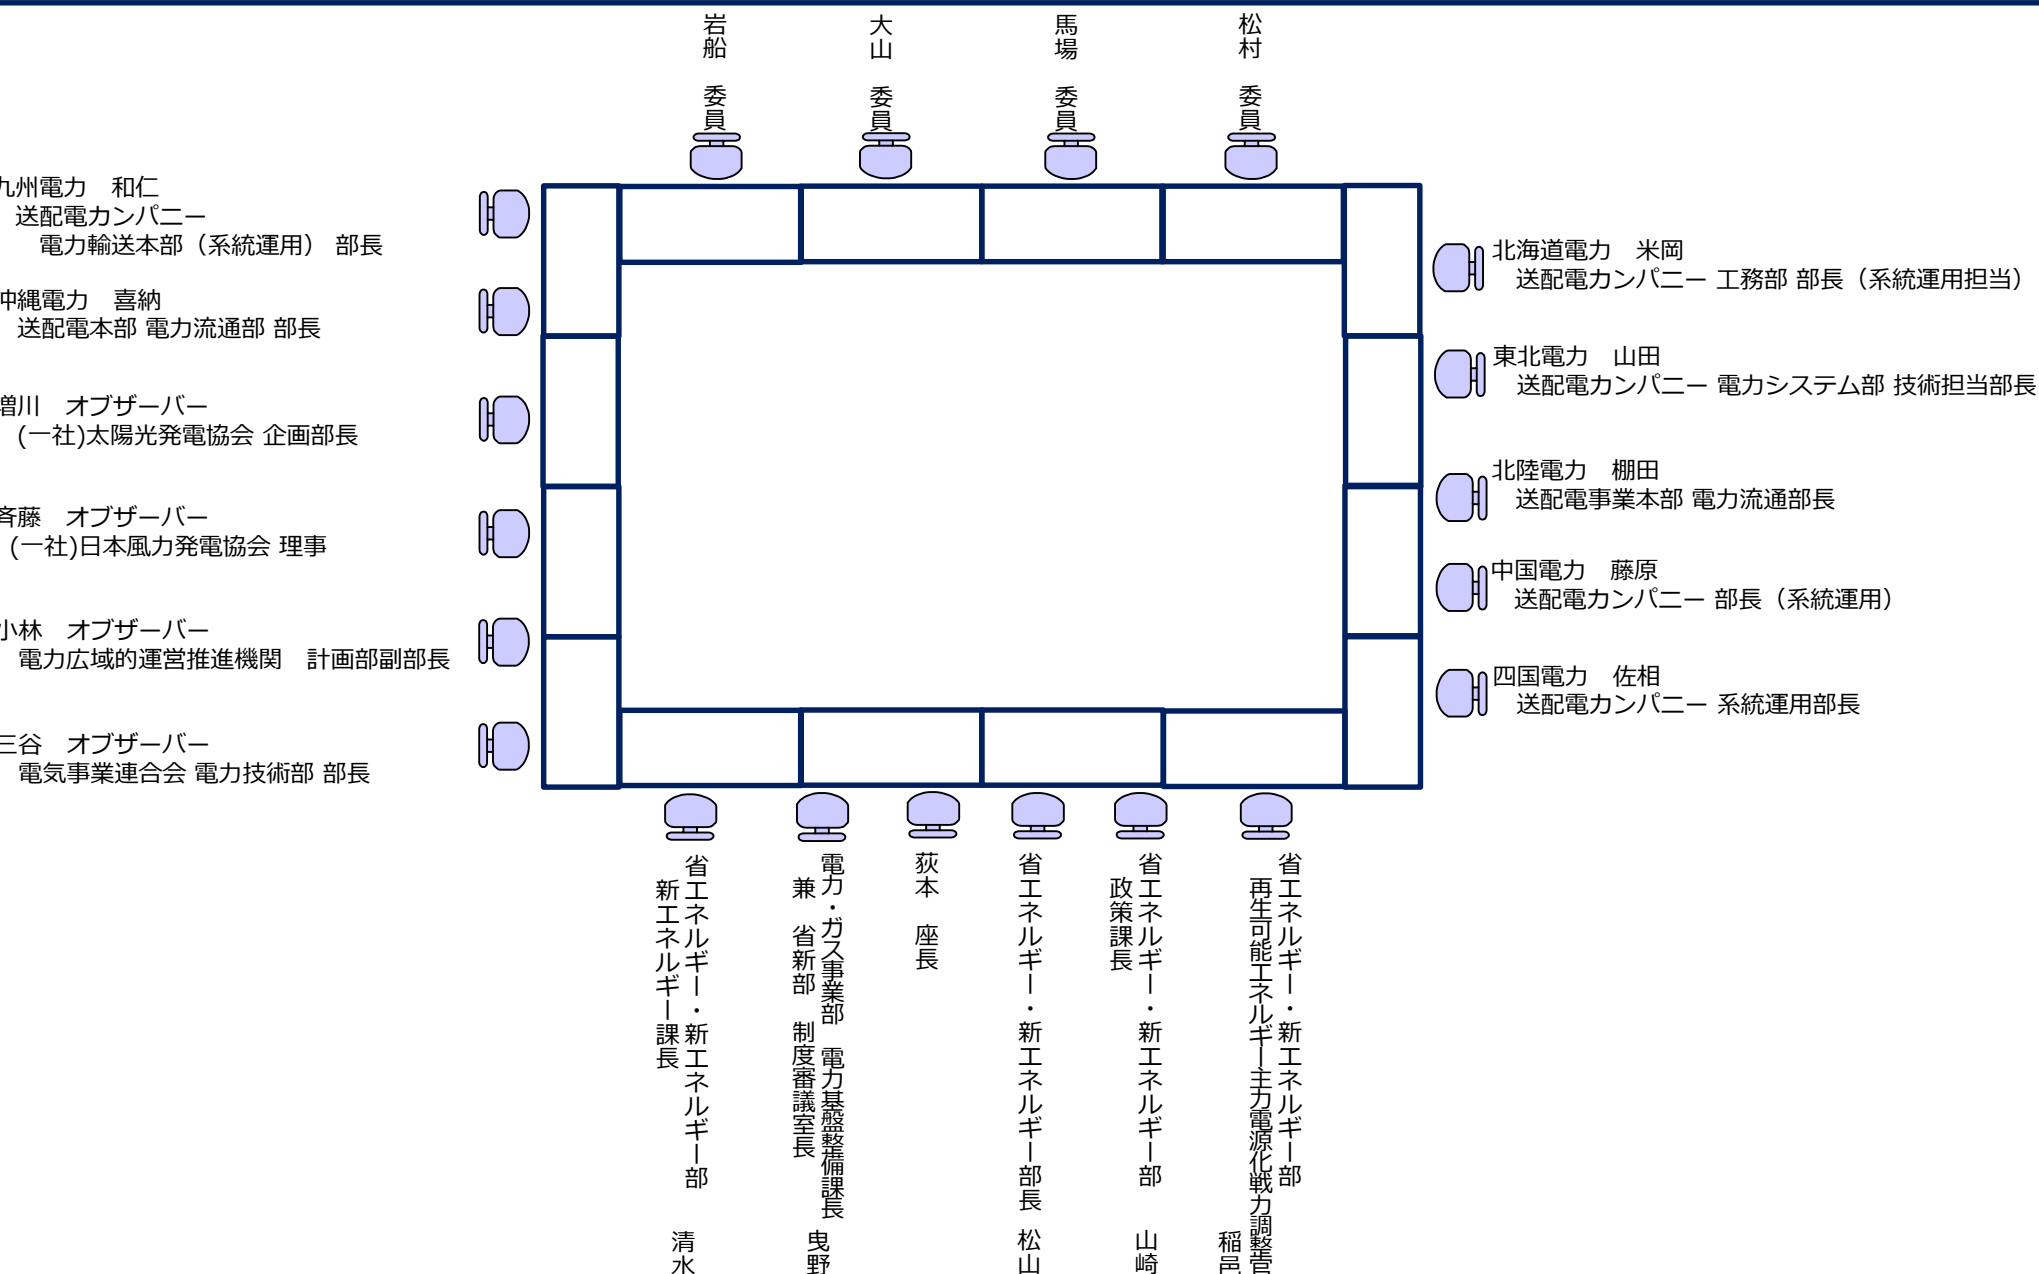 岩船　委員
大山　委員
馬場　委員
松村　委員
九州電力　和仁
送配電カンパニー
電力輸送本部（系統運用） 部長
沖縄電力　喜納
送配電本部 電力流通部 部長
増川　オブザーバー
(一社)太陽光発電協会 企画部長
斉藤　オブザーバー
(一社)日本風力発電協会 理事
小林　オブザーバー
電力広域的運営推進機関　計画部副部長
三谷　オブザーバー
電気事業連合会 電力技術部 部長
北海道電力　米岡
送配電カンパニー 工務部 部長（系統運用担当）
東北電力　山田
送配電カンパニー 電力システム部 技術担当部長
北陸電力　棚田
送配電事業本部 電力流通部長
中国電力　藤原
送配電カンパニー 部長（系統運用）
四国電力　佐相
送配電カンパニー 系統運用部長
省エネルギー・新エネルギー部
新エネルギー課長
清水
電力・ガス事業部　電力基盤整備課長
兼　省新部　制度審議室長
曳野
荻本　座長
省エネルギー・新エネルギー部長
松山
省エネルギー・新エネルギー部
政策課長
山崎
省エネルギー・新エネルギー部
再生可能エネルギー主力電源化戦力調整官
稲邑